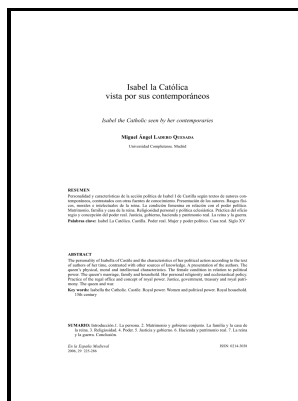 Isabel la Católica
vista por sus contemporáneos
Isabel the Catholic seen by her contemporaries
Miguel Ángel LADERO QUESADA
Universidad Complutense. Madrid
RESUMEN
Personalidad y características de la acción política de Isabel I de Castilla según textos de autores con-
temporáneos, contrastados con otras fuentes de conocimiento. Presentación de los autores. Rasgos físi-
cos, morales e intelectuales de la reina. La condición femenina en relación con el poder político.
Matrimonio, familia y casa de la reina. Religiosidad personal y política eclesiástica. Práctica del oficio
regio y concepción del poder real. Justicia, gobierno, hacienda y patrimonio real. La reina y la guerra.
Palabras clave: Isabel La Católica. Castilla. Poder real. Mujer y poder político. Casa real. Siglo XV
ABSTRACT
The personality of Isabella of Castile and the characteristics of her political action according to the text
of authors of her time, contrasted with other sources of knowledge. A presentation of the authors. The
queen's physical, moral and intellectual characteristics. The female condition in relation to political
power. The queen's marriage, family and household. Her personal religiosity and ecclesiastical policy.
Practice of the regal office and concept of royal power. Justice, government, treasury and royal patri-
mony. The queen and war.
Key words: Isabella the Catholic. Castile. Royal power. Women and political power. Royal household.
15th century
SUMARIO: Introducción 1. La persona. 2. Matrimonio y gobierno conjunto. La familia y la casa de
la reina. 3. Religiosidad. 4. Poder. 5. Justicia y gobierno. 6. Hacienda y patrimonio real. 7. La reina
y la guerra. Conclusión.
En la España Medieval ISSN: 0214-3038
2006, 29 225-286